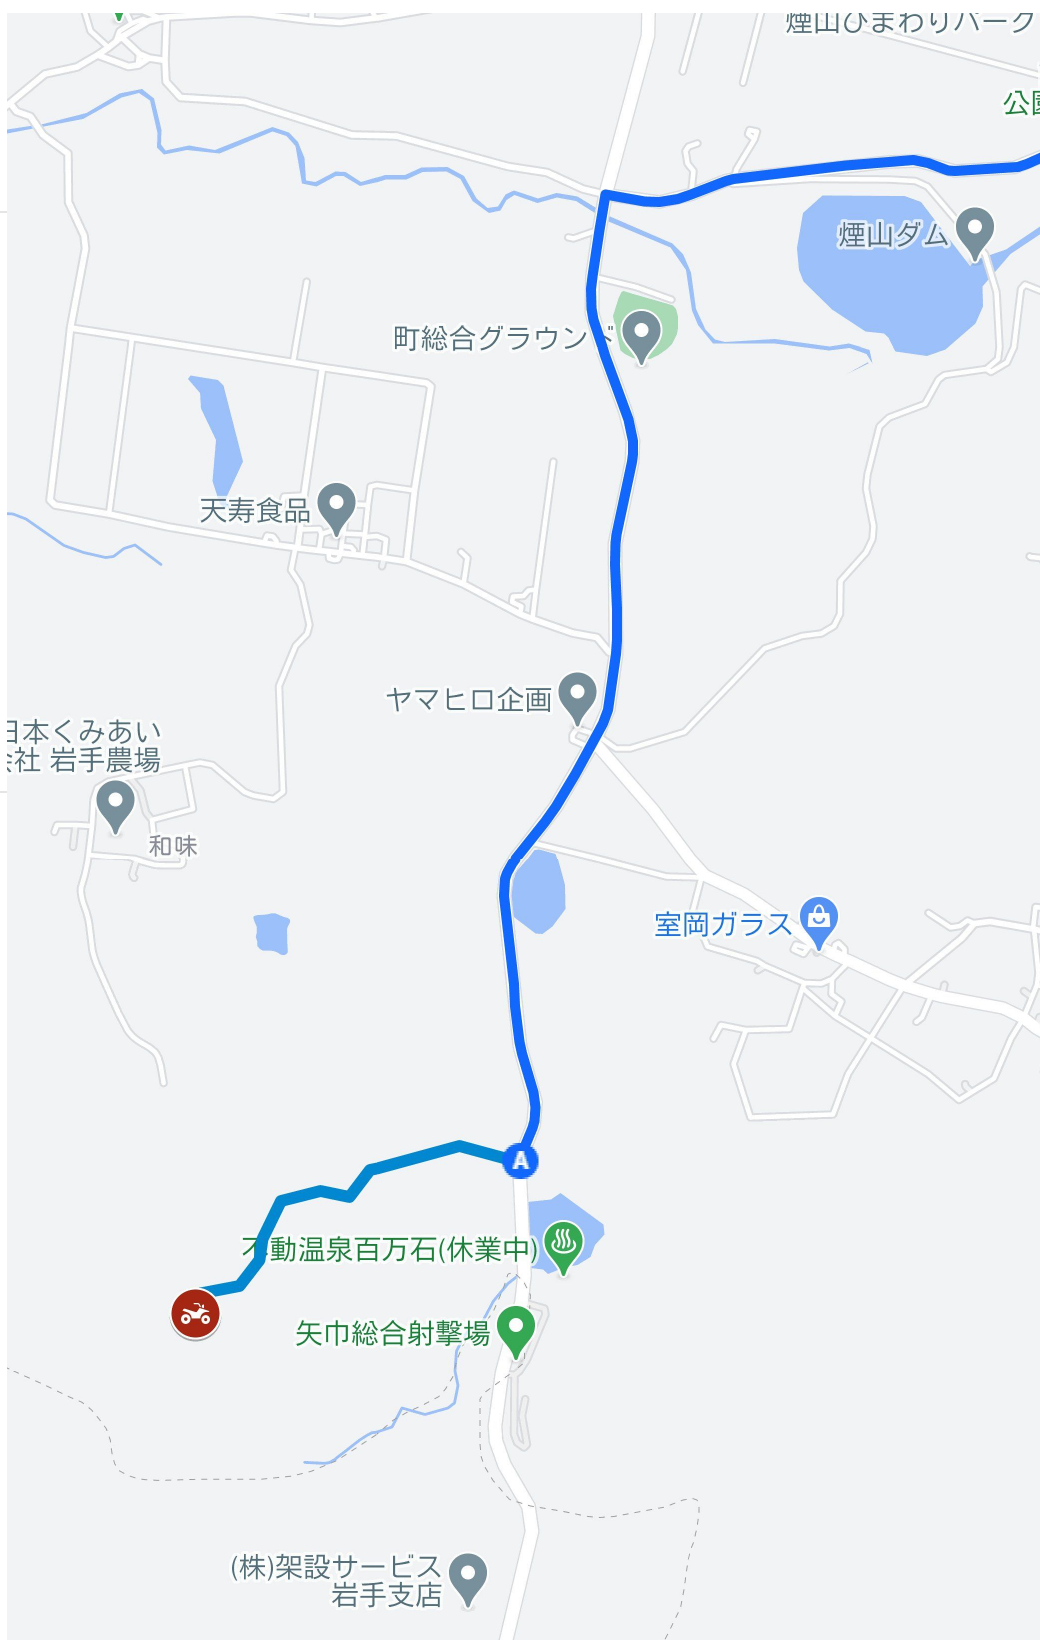 煙山ひまわりパーク
公園
煙山ダム
町総合グラウンド
天寿食品
ヤマヒロ企画
日本くみあい
会社 岩手農場
和味
室岡ガラス
A
不動温泉百万石(休業中)
矢巾総合射撃場
(株)架設サービス
岩手支店